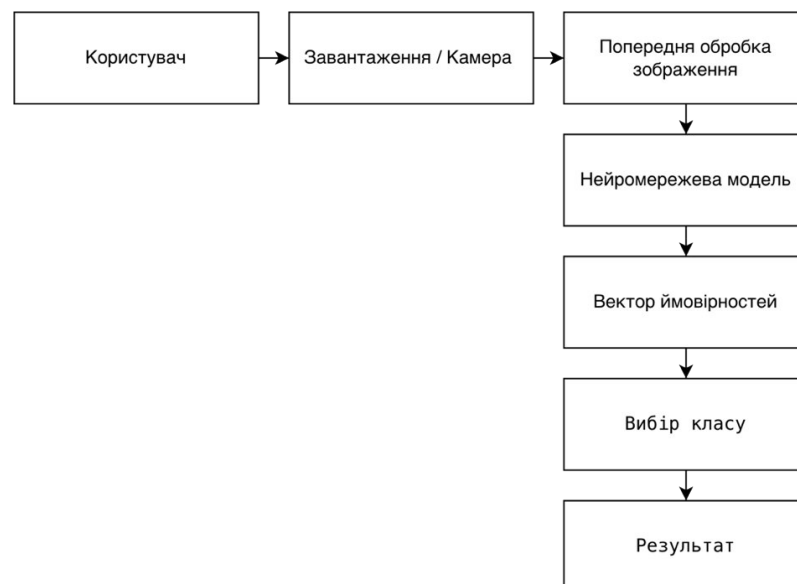 Користувач
Завантаження / Камера
Попередня обробка
зображення
Нейромережева модель
Вектор ймовірностей
Вибір класу
Результат